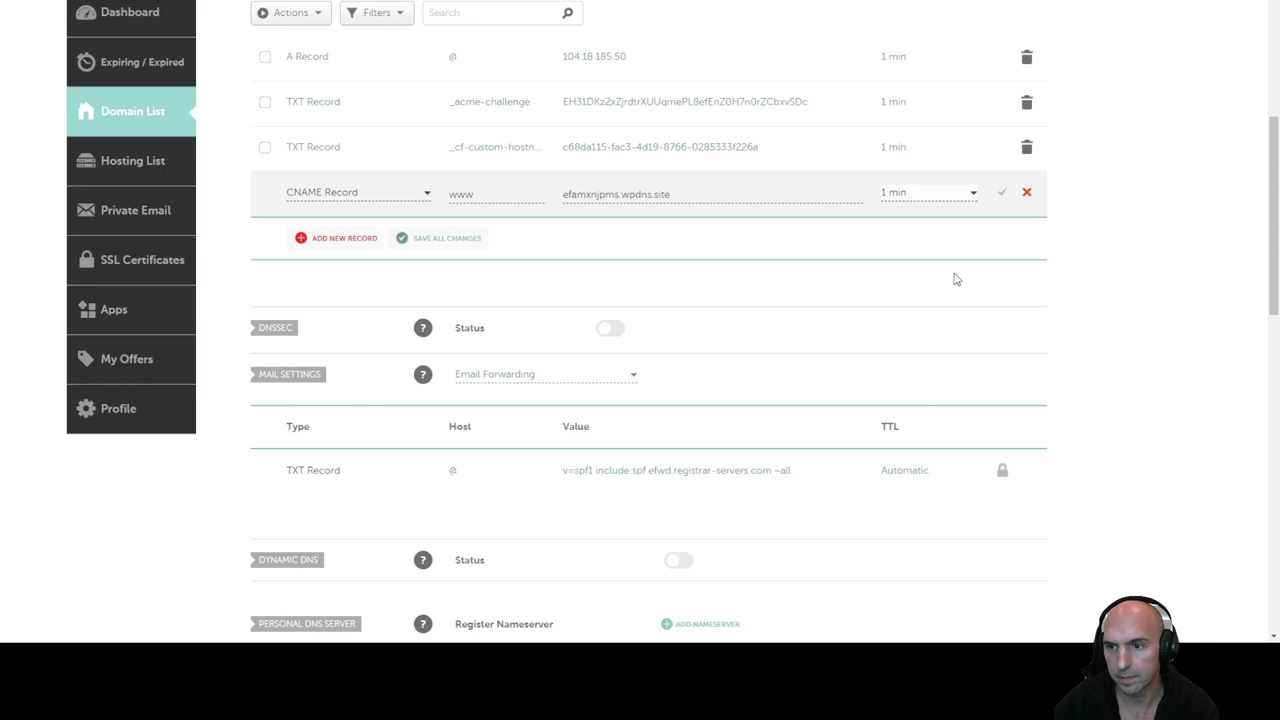 Dashboard
Expiring / Expired
Domain List
Hosting List
Private Email
SSL Certificates
Apps
My Offers
Profile
Actions Filters Search
A Record @ 104.18.185.50 1 min
TXT Record _acme-challenge EH31DKz2xZjrdtrXUUqmePL8efEnZ0H7n0rZCbxvSDc 1 min
TXT Record _cf-custom-hostn... c68da115-fac3-4d19-8766-0285333f226a 1 min
CNAME Record www efamxnjpms.wpdns.site 1 min
ADD NEW RECORD SAVE ALL CHANGES
DNSSEC ? Status
MAIL SETTINGS ? Email Forwarding
Type Host Value TTL
TXT Record @ v=spf1 include:spf.efwd.registrar-servers.com ~all Automatic
DYNAMIC DNS ? Status
PERSONAL DNS SERVER ? Register Nameserver ADD NAMESERVER